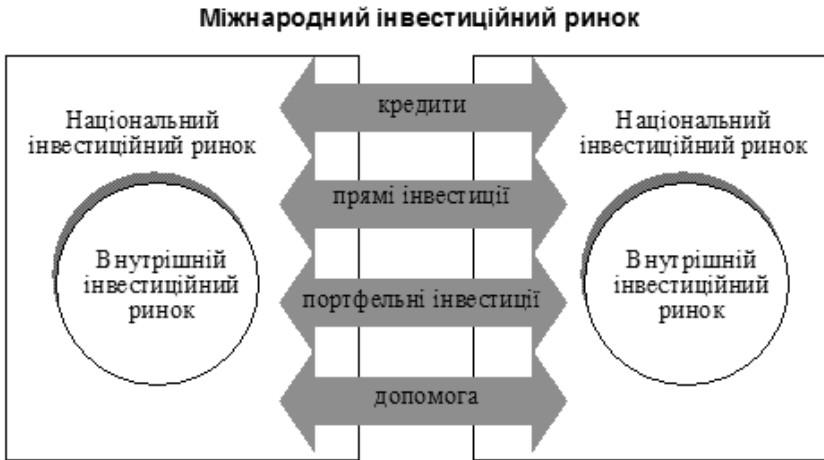 Міжнародний інвестиційний ринок
Національний
інвестиційний ринок
Внутрішній
інвестиційний
ринок
кредити
прямі інвестиції
портфельні інвестиції
допомога
Національний
інвестиційний ринок
Внутрішній
інвестиційний
ринок